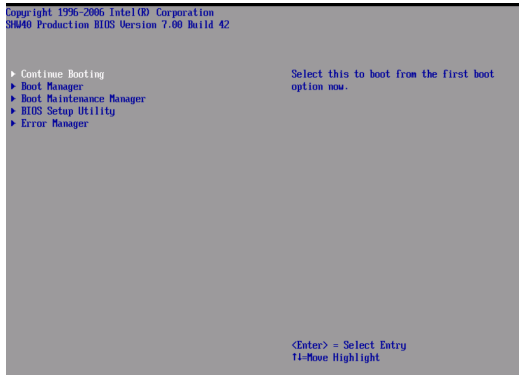 Copyright 1996-2006 Intel(R) Corporation
SHW40 Production BIOS Version 7.00 Build 42
▶ Continue Booting
▶ Boot Manager
▶ Boot Maintenance Manager
▶ BIOS Setup Utility
▶ Error Manager
Select this to boot from the first boot
option now.
<Enter> = Select Entry
↑↓=Move Highlight